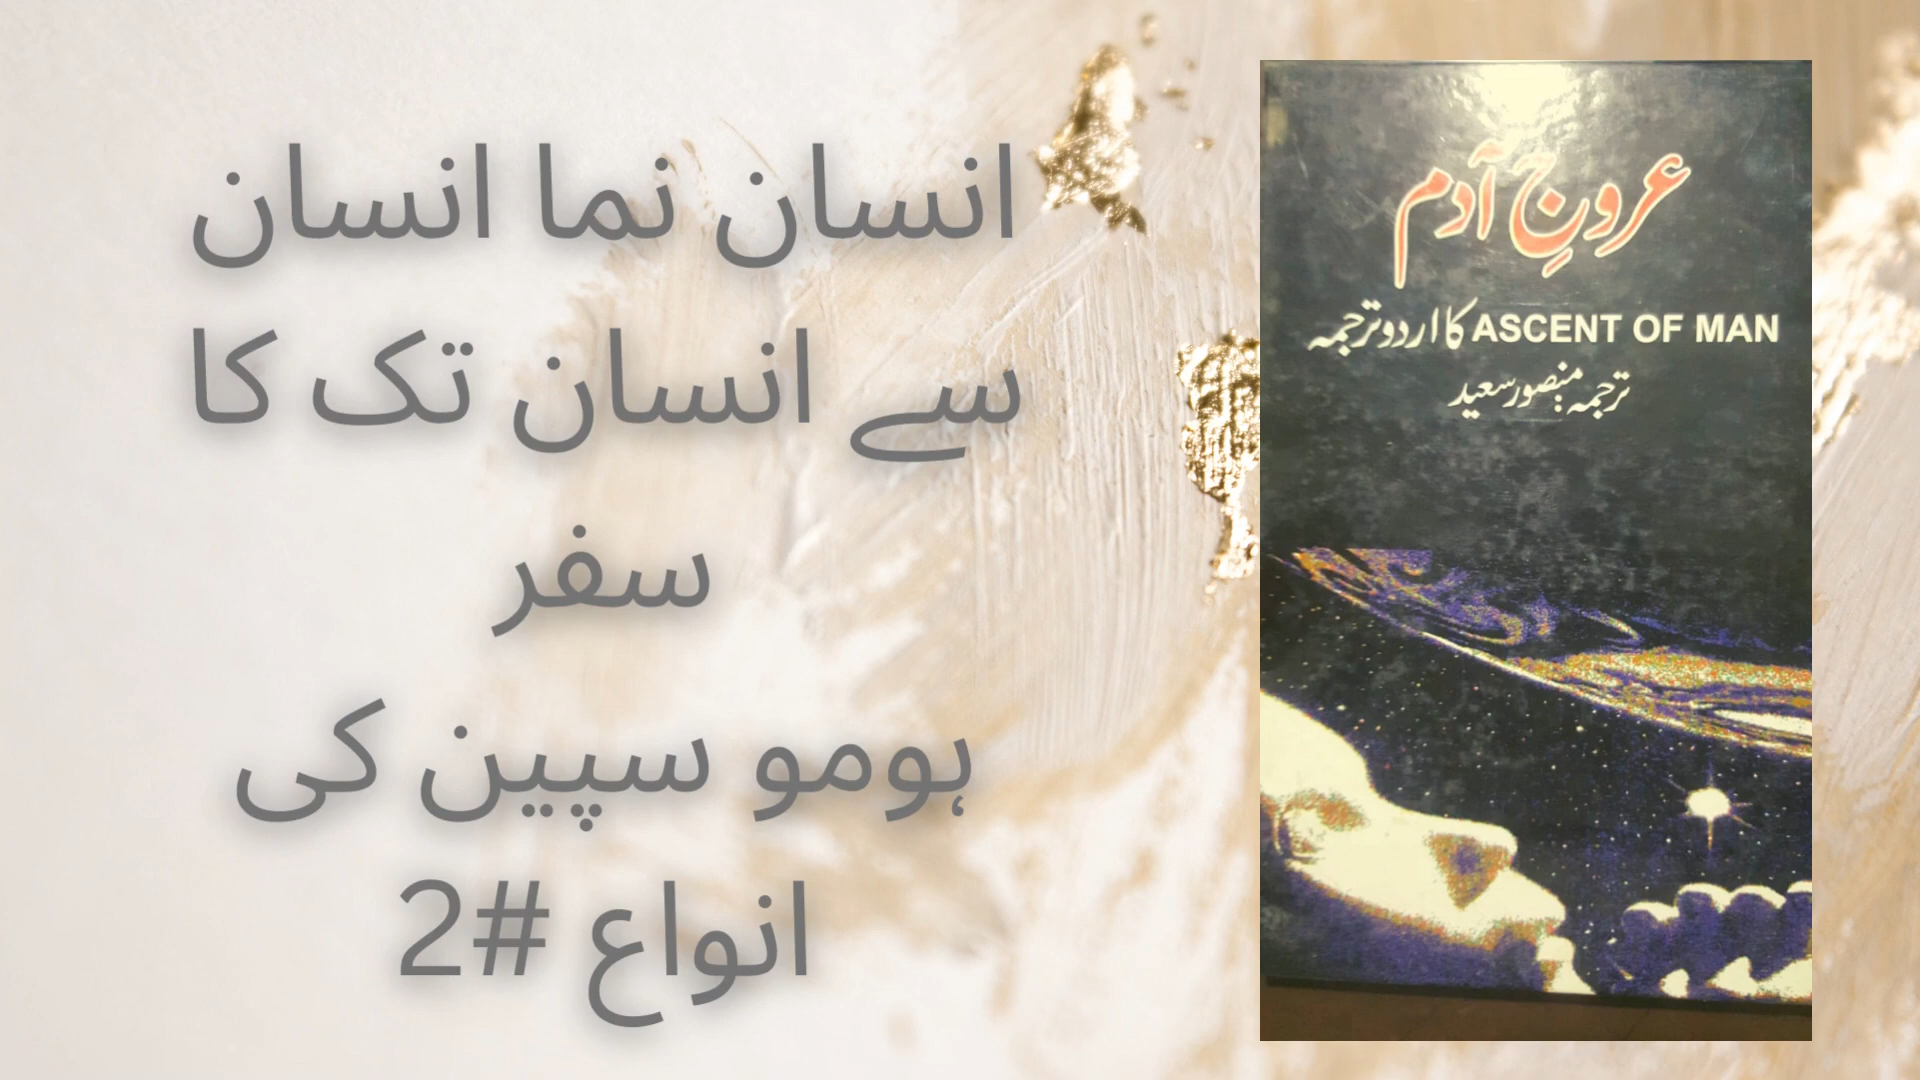 انسان نما انسان
سے انسان تک کا
سفر
ہومو سپین کی
انواع #2
عروجِ آدم
ASCENT OF MAN کا اردو ترجمہ
ترجمہ: منصور سعید